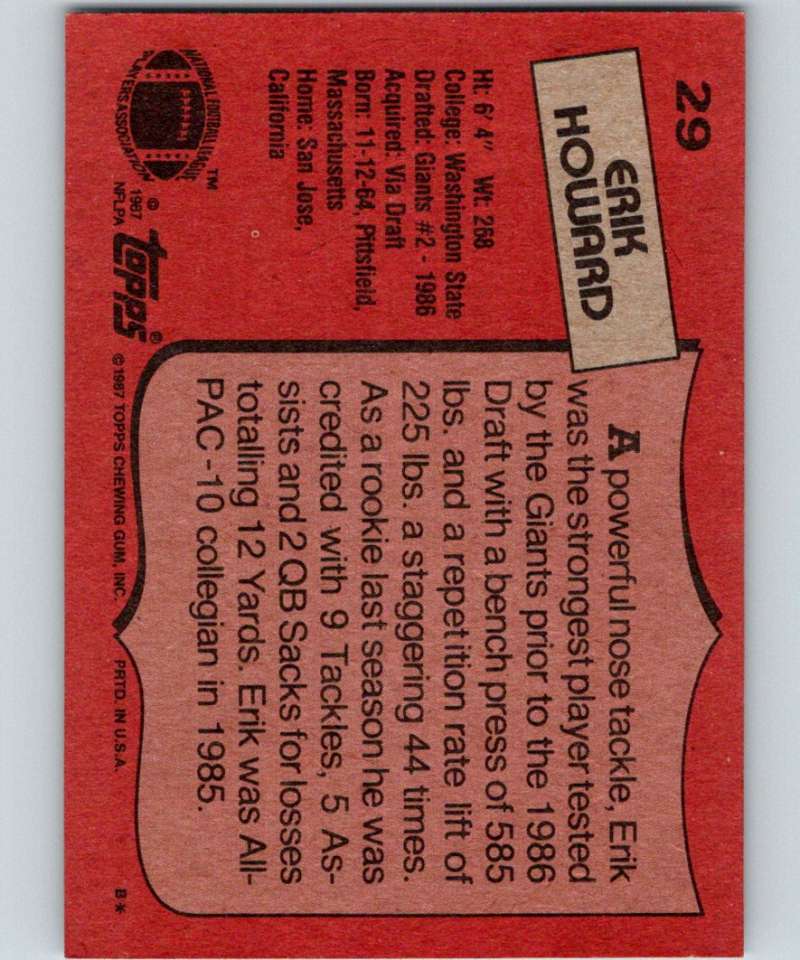 29
ERIK
HOWARD
Ht: 6' 4" Wt: 268
College: Washington State
Drafted: Giants #2 - 1986
Acquired: Via Draft
Born: 11-12-64, Pittsfield,
Massachusetts
Home: San Jose,
California
NATIONAL FOOTBALL LEAGUE
PLAYERS ASSOCIATION
™
©
1987
NFLPA
topps®
A powerful nose tackle, Erik
was the strongest player tested
by the Giants prior to the 1986
Draft with a bench press of 585
lbs. and a repetition rate lift of
225 lbs. a staggering 44 times.
As a rookie last season he was
credited with 9 Tackles, 5 As-
sists and 2 QB Sacks for losses
totalling 12 Yards. Erik was All-
PAC-10 collegian in 1985.
©1987 TOPPS CHEWING GUM, INC. PRTD. IN U.S.A. B*